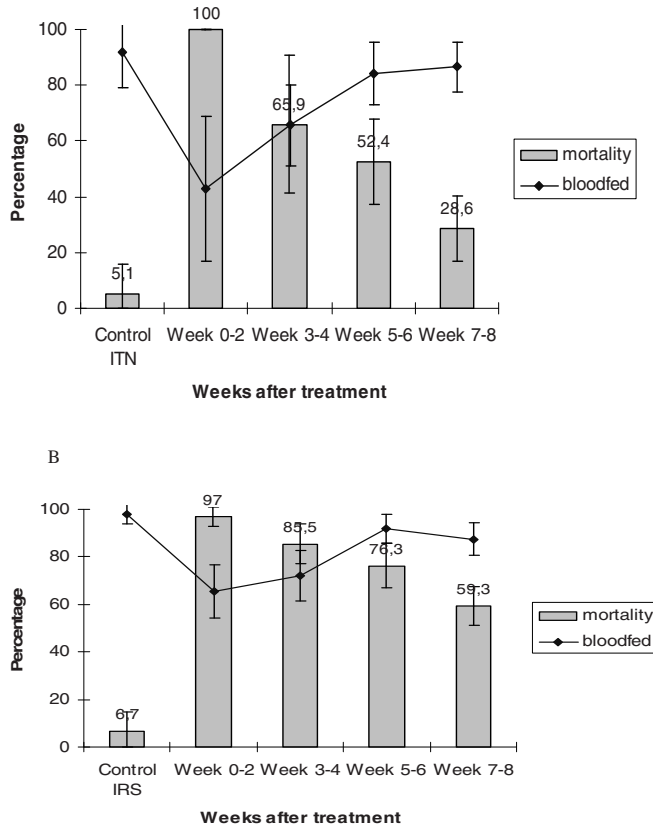 100
100
80
65,9
60
52,4
mortality
bloodfed
Percentage
40
28,6
20
5,1
0
Control ITN Week 0-2 Week 3-4 Week 5-6 Week 7-8
Weeks after treatment
B
100
97
85,5
80
76,3
60
59,3
mortality
bloodfed
Percentage
40
20
6,7
0
Control IRS Week 0-2 Week 3-4 Week 5-6 Week 7-8
Weeks after treatment